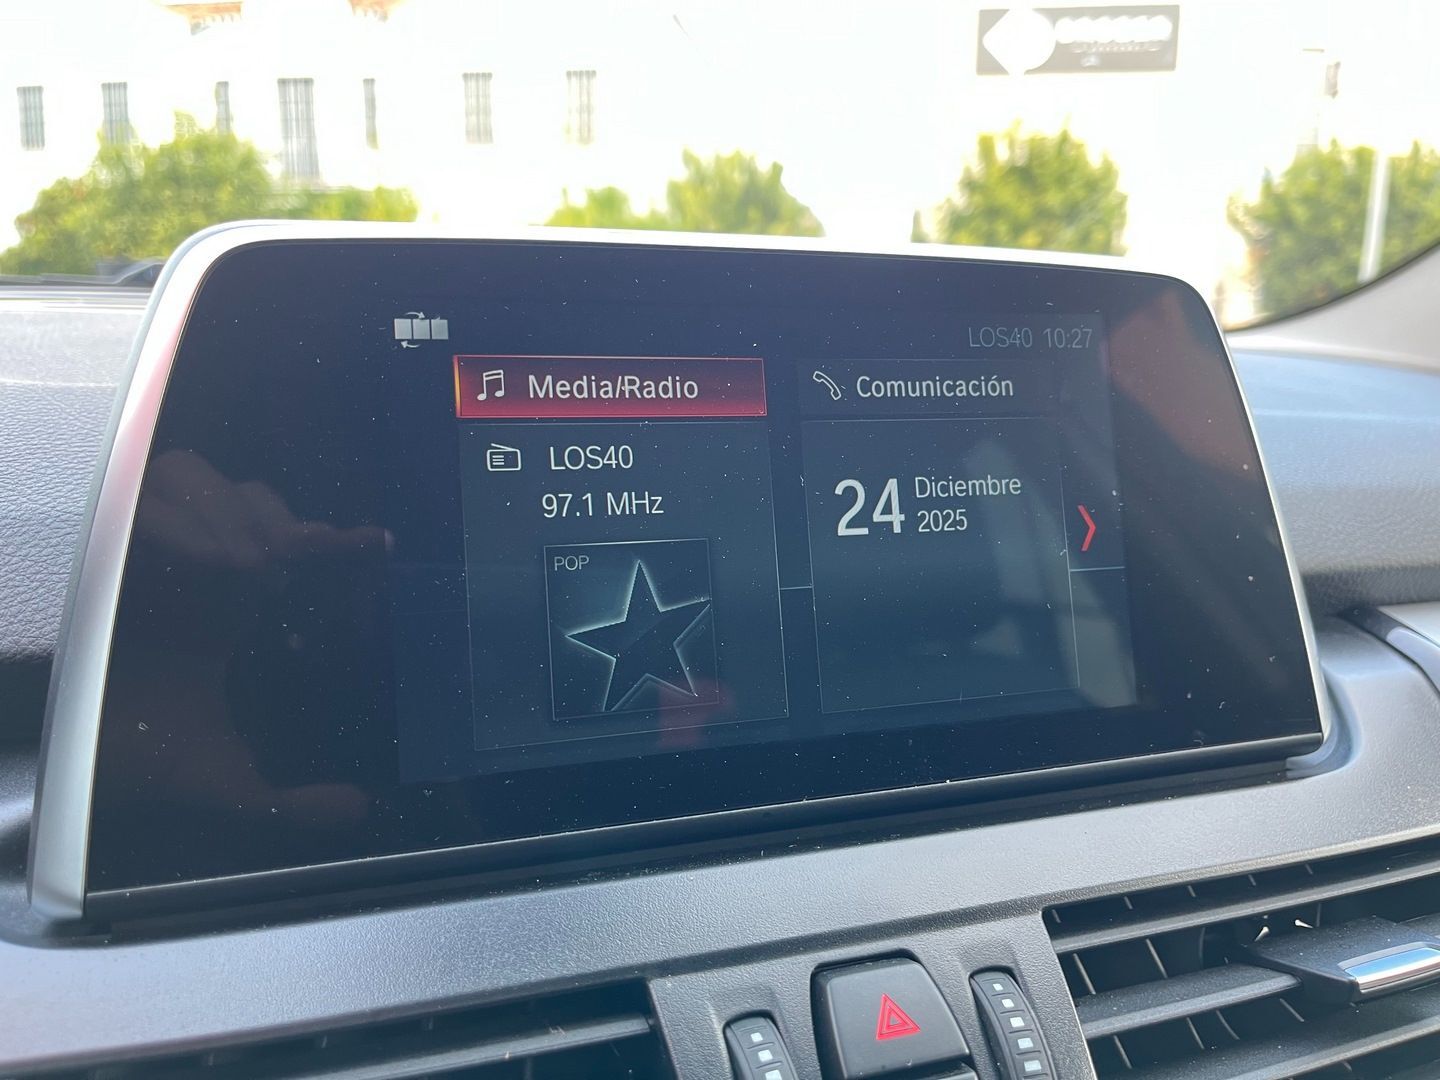 LOS40 10:27
Media/Radio
Comunicación
LOS40
97.1 MHz
POP
24 Diciembre
2025